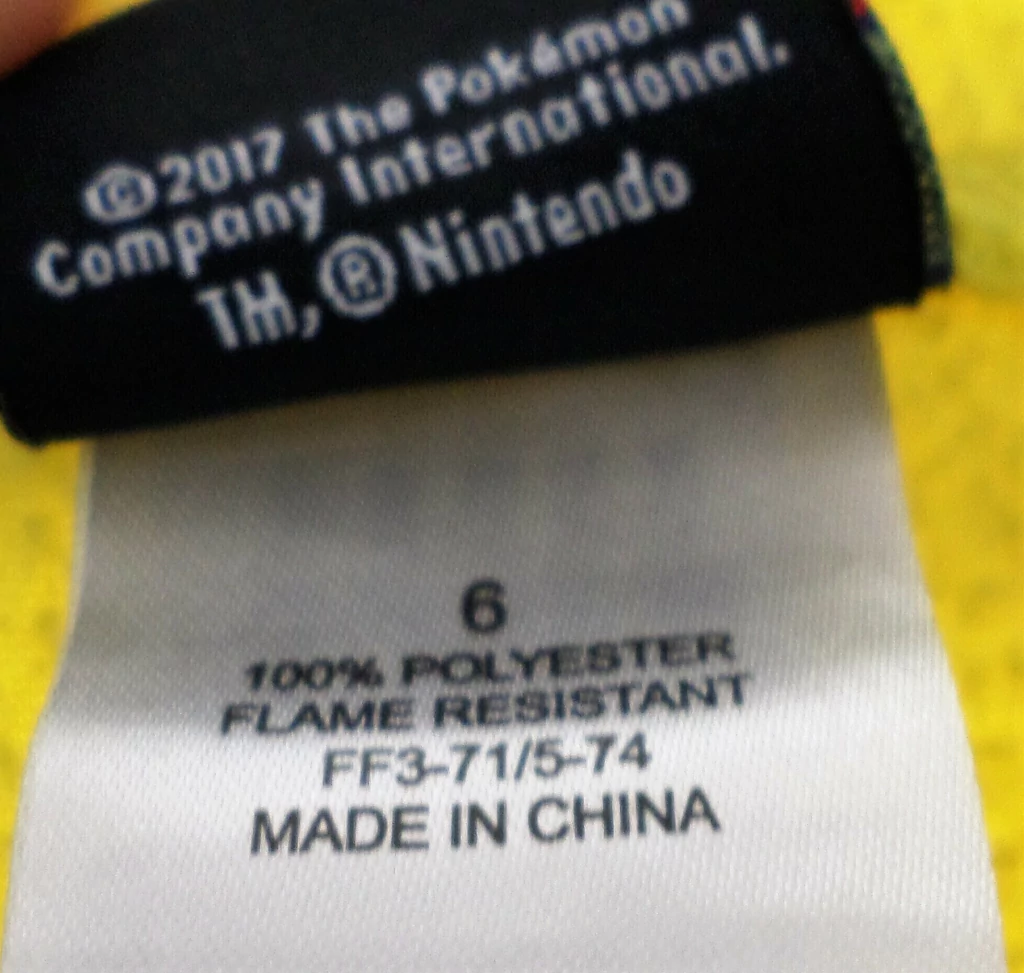 ©2017 The Pokémon
Company International.
TM, ® Nintendo
6
100% POLYESTER
FLAME RESISTANT
FF3-71/5-74
MADE IN CHINA